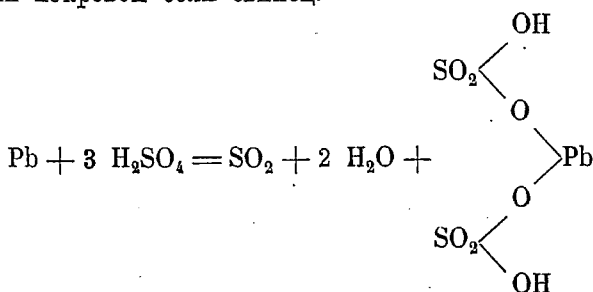 OH
SO₂
O
Pb + 3 H₂SO₄ = SO₂ + 2 H₂O + Pb
O
SO₂
OH